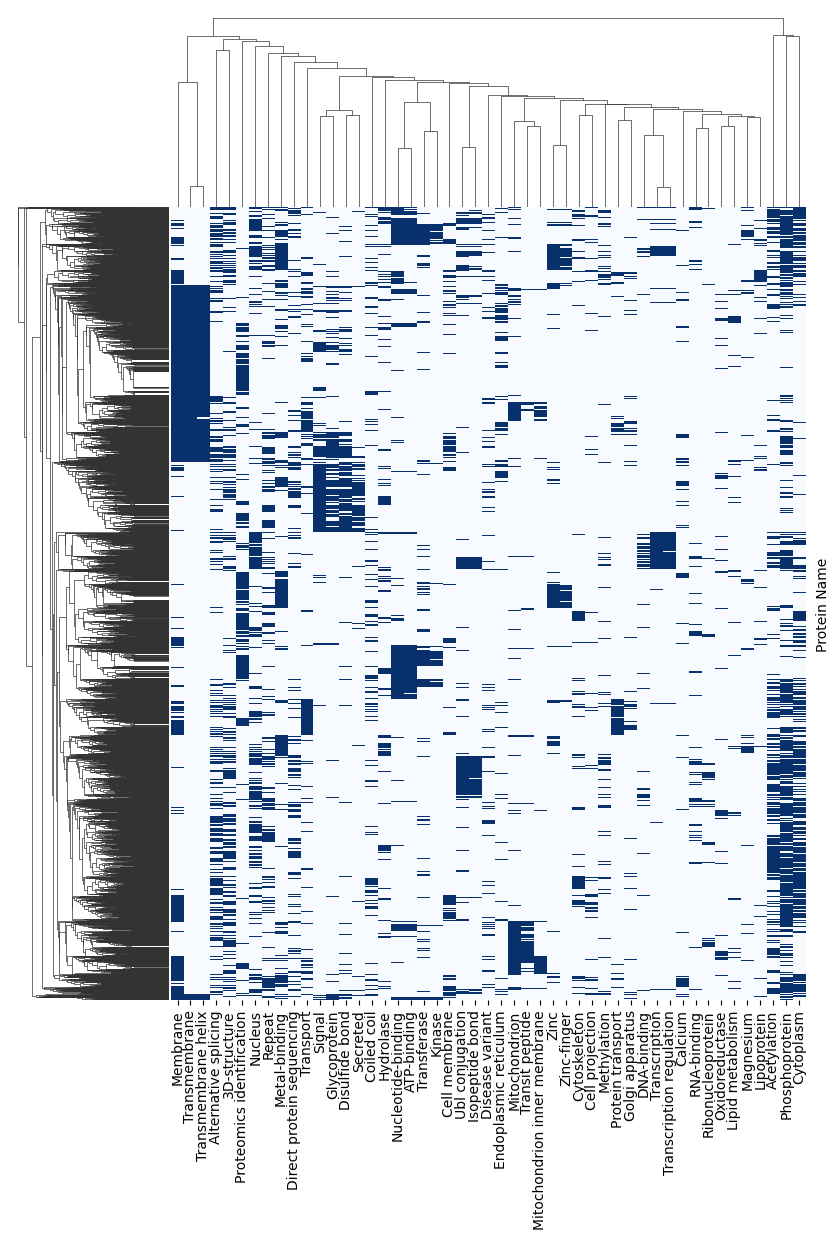 Protein Name
Membrane
Transmembrane
Transmembrane helix
Alternative splicing
3D-structure
Proteomics identification
Nucleus
Repeat
Metal-binding
Direct protein sequencing
Transport
Signal
Glycoprotein
Disulfide bond
Secreted
Coiled coil
Hydrolase
Nucleotide-binding
ATP-binding
Transferase
Kinase
Cell membrane
Ubl conjugation
Isopeptide bond
Disease variant
Endoplasmic reticulum
Mitochondrion
Transit peptide
Mitochondrion inner membrane
Zinc
Zinc-finger
Cytoskeleton
Cell projection
Methylation
Protein transport
Golgi apparatus
DNA-binding
Transcription
Transcription regulation
Calcium
RNA-binding
Ribonucleoprotein
Oxidoreductase
Lipid metabolism
Magnesium
Lipoprotein
Acetylation
Phosphoprotein
Cytoplasm